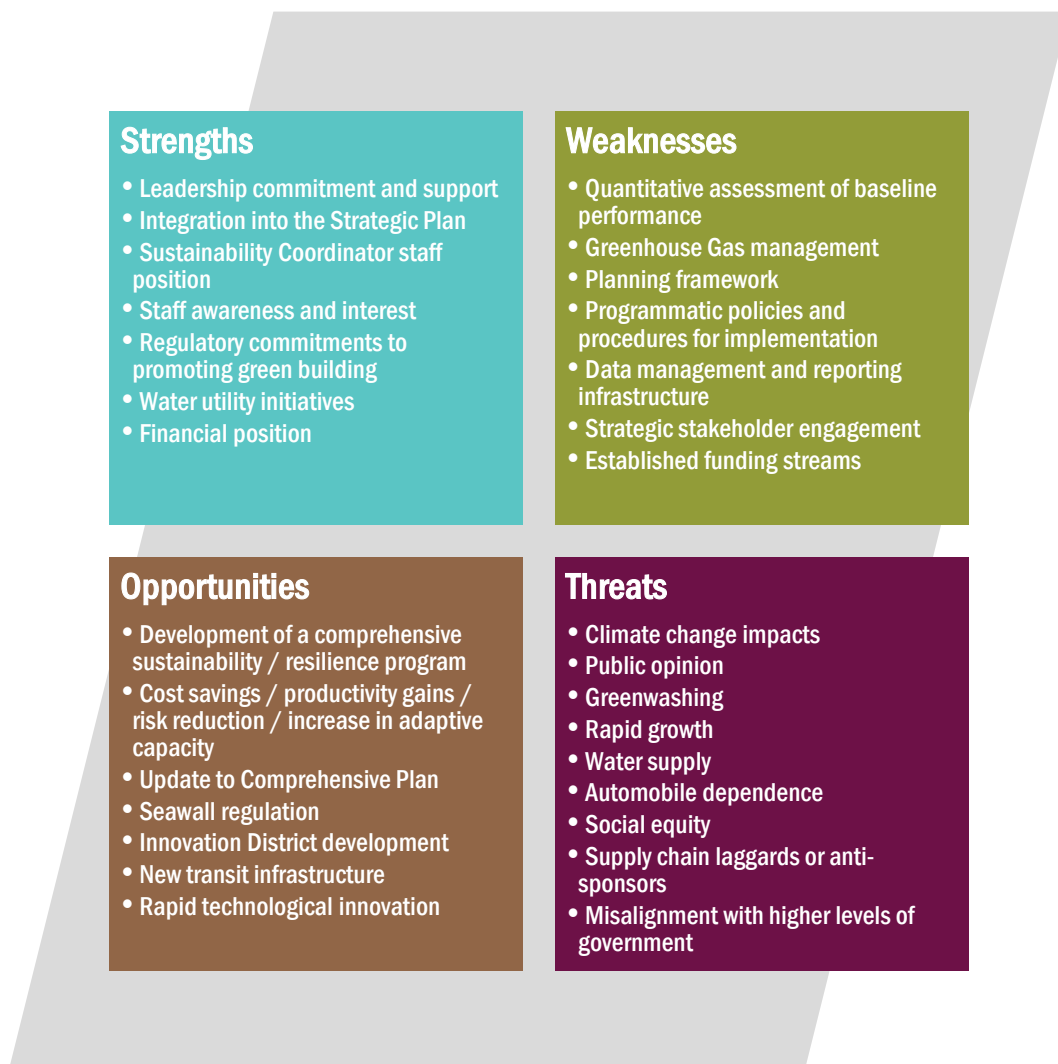 Strengths
• Leadership commitment and support
• Integration into the Strategic Plan
• Sustainability Coordinator staff
position
• Staff awareness and interest
• Regulatory commitments to
promoting green building
• Water utility initiatives
• Financial position
Weaknesses
• Quantitative assessment of baseline
performance
• Greenhouse Gas management
• Planning framework
• Programmatic policies and
procedures for implementation
• Data management and reporting
infrastructure
• Strategic stakeholder engagement
• Established funding streams
Opportunities
• Development of a comprehensive
sustainability / resilience program
• Cost savings / productivity gains /
risk reduction / increase in adaptive
capacity
• Update to Comprehensive Plan
• Seawall regulation
• Innovation District development
• New transit infrastructure
• Rapid technological innovation
Threats
• Climate change impacts
• Public opinion
• Greenwashing
• Rapid growth
• Water supply
• Automobile dependence
• Social equity
• Supply chain laggards or anti-
sponsors
• Misalignment with higher levels of
government